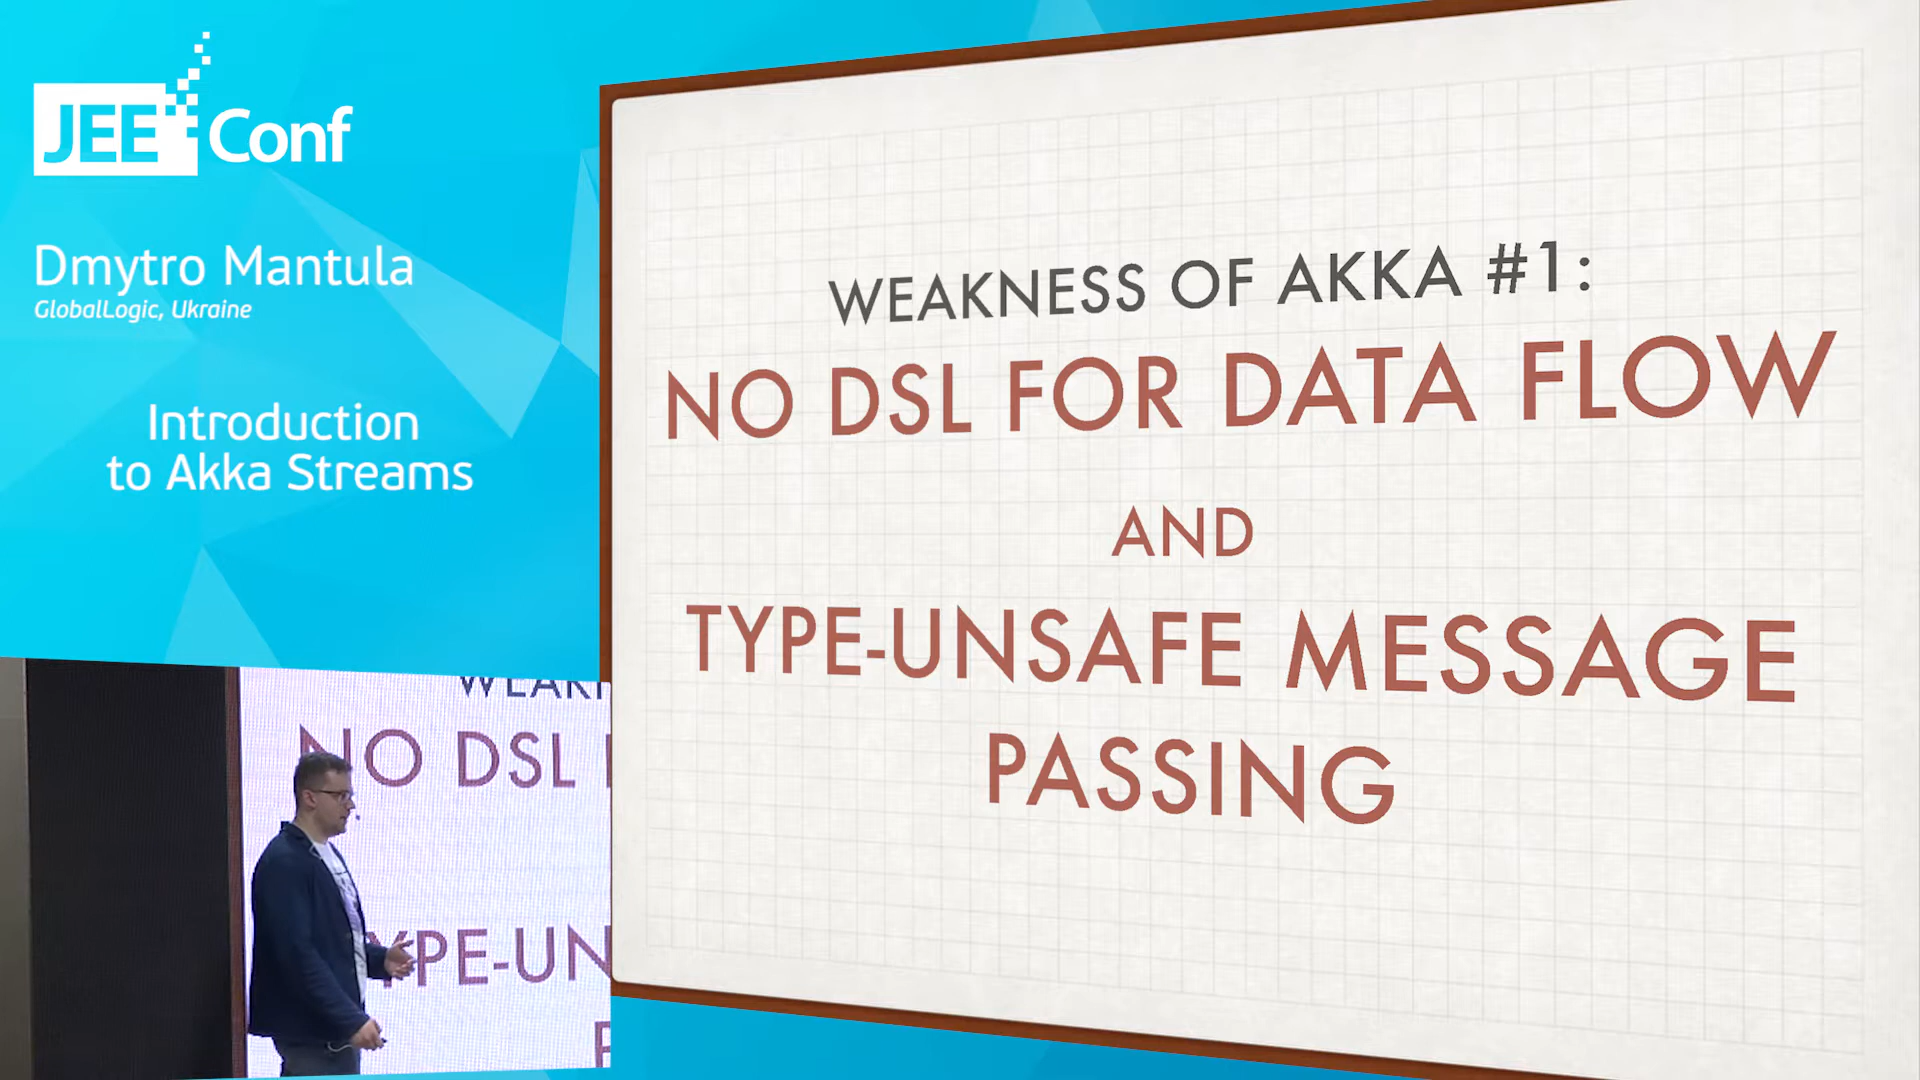 JEE Conf
Dmytro Mantula
GlobalLogic, Ukraine
Introduction
to Akka Streams
WEAKNESS OF AKKA #1:
NO DSL FOR DATA FLOW
AND
TYPE-UNSAFE MESSAGE
PASSING
NO DSL
TYPE-UN